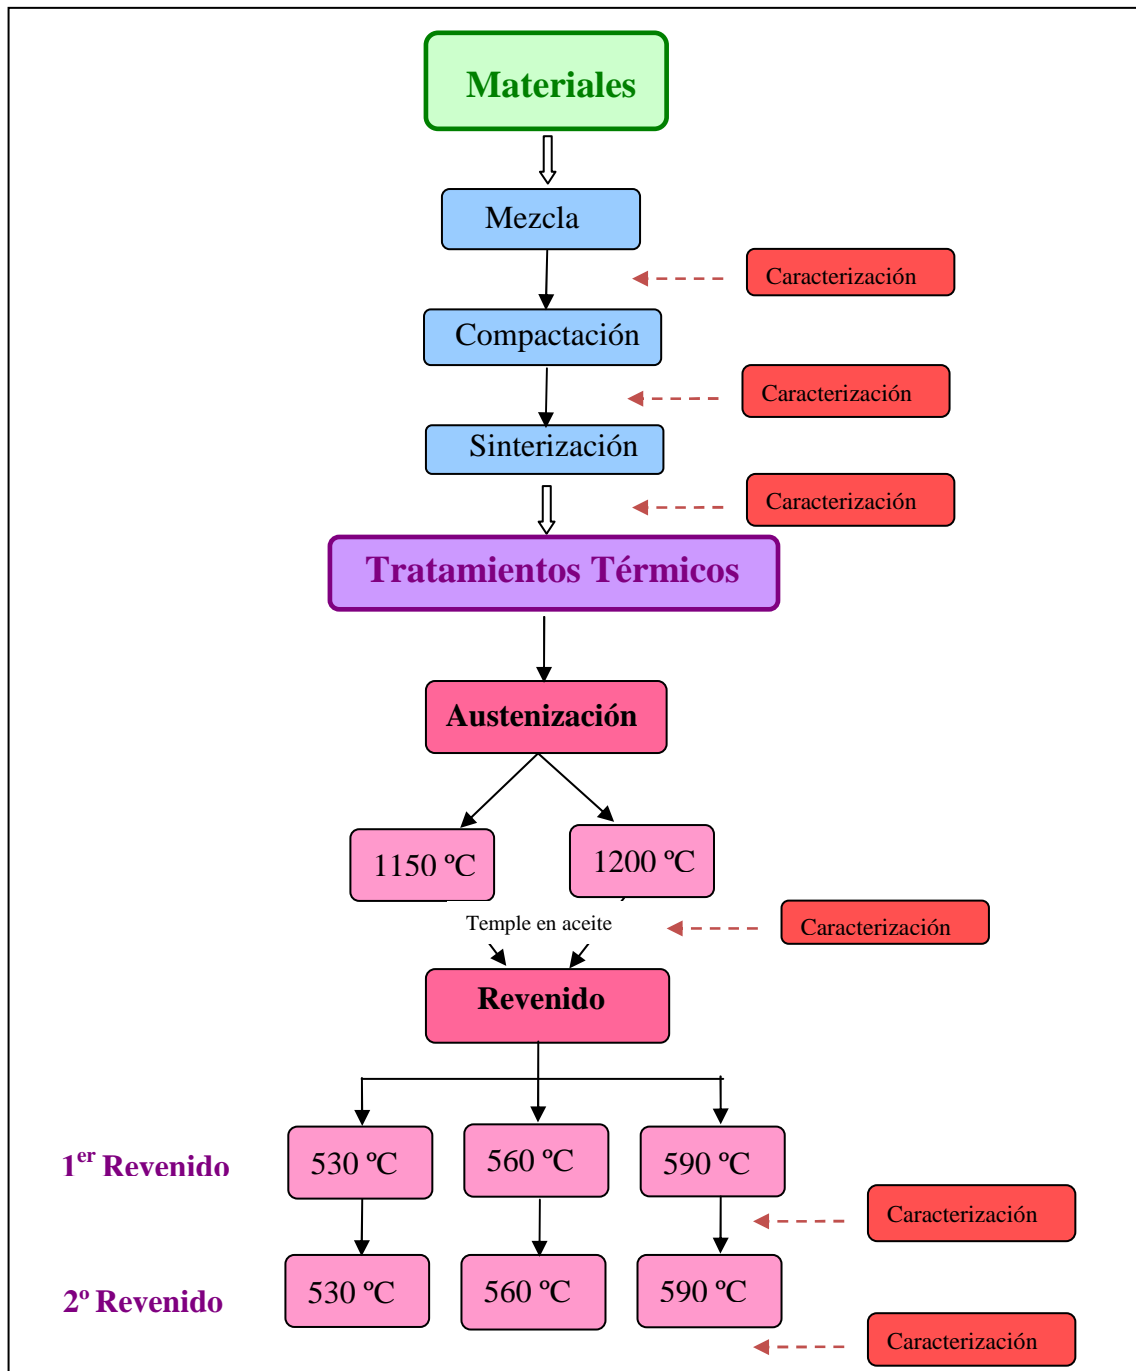 Materiales
Mezcla
Caracterización
Compactación
Caracterización
Sinterización
Caracterización
Tratamientos Térmicos
Austenización
1150 ºC
1200 ºC
Temple en aceite
Caracterización
Revenido
1er Revenido
530 ºC
560 ºC
590 ºC
Caracterización
2º Revenido
530 ºC
560 ºC
590 ºC
Caracterización